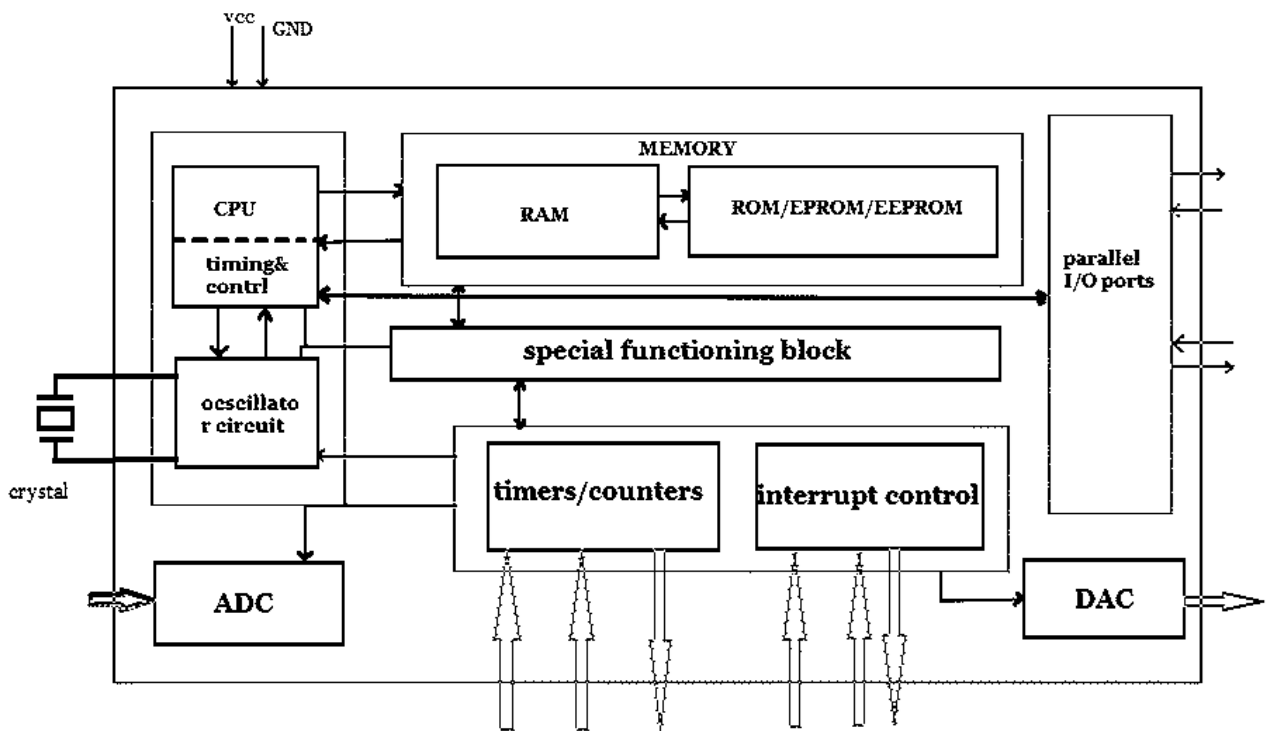 vcc
GND
MEMORY
CPU
RAM
ROM/EPROM/EEPROM
timing&
contrl
parallel
I/O ports
special functioning block
ocscillato
r circuit
crystal
timers/counters
interrupt control
ADC
DAC